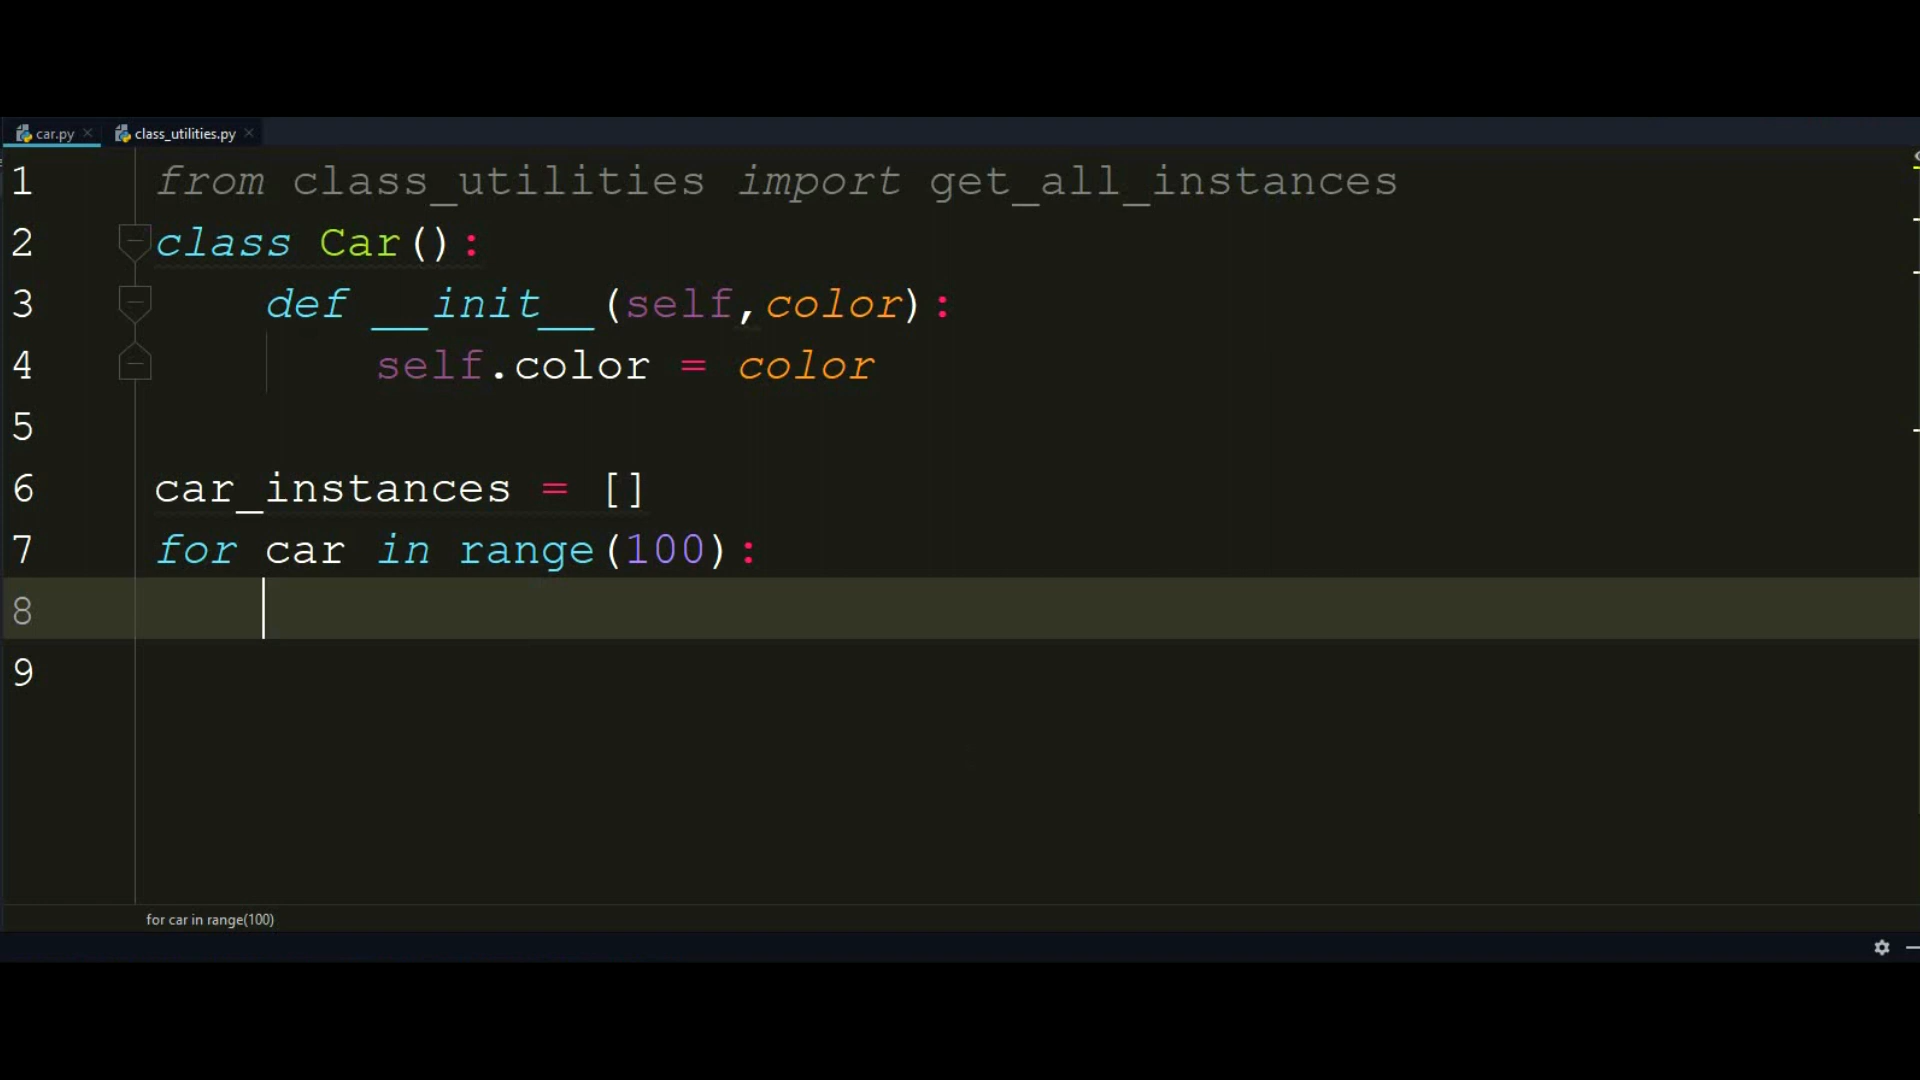 car.py class_utilities.py
1 from class_utilities import get_all_instances
2 class Car():
3 def __init__(self,color):
4 self.color = color
5
6 car_instances = []
7 for car in range(100):
8
9
for car in range(100)